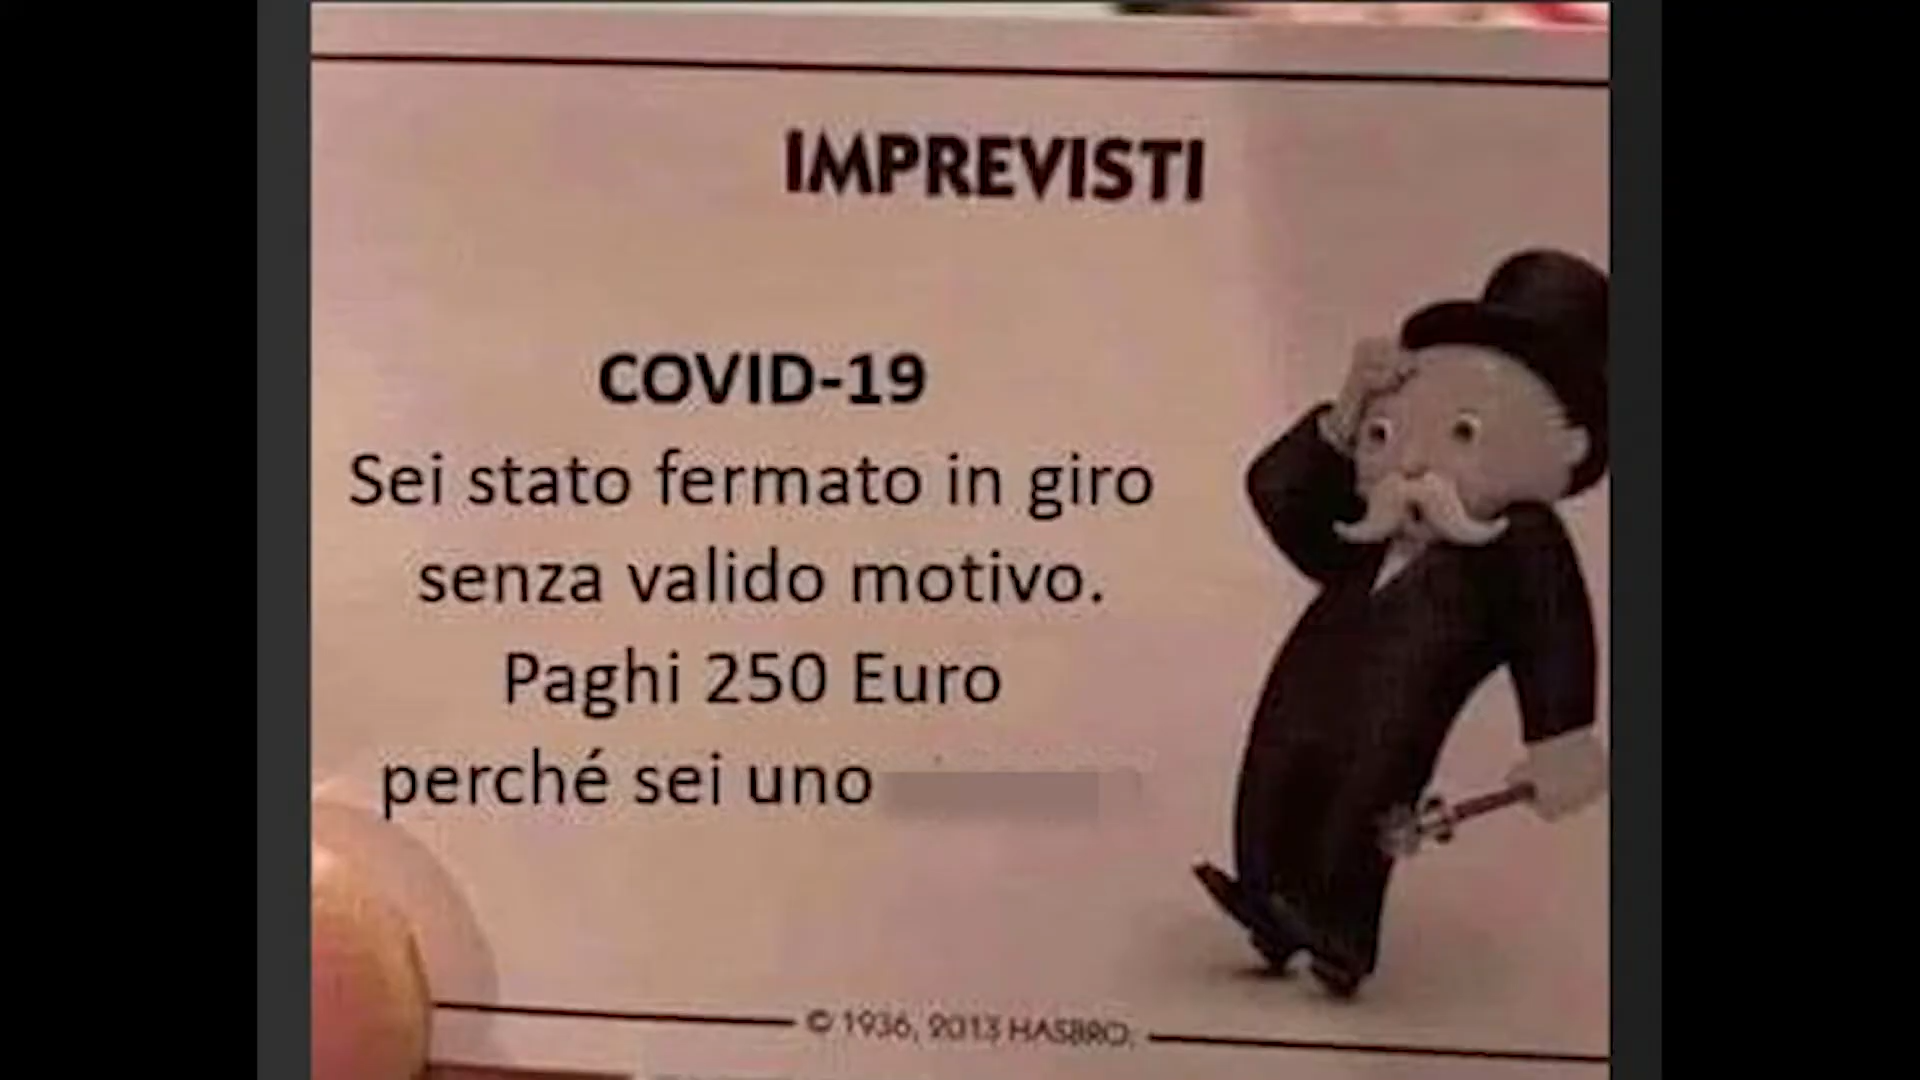 IMPREVISTI
COVID-19
Sei stato fermato in giro
senza valido motivo.
Paghi 250 Euro
perché sei uno
© 1936, 2013 HASBRO.